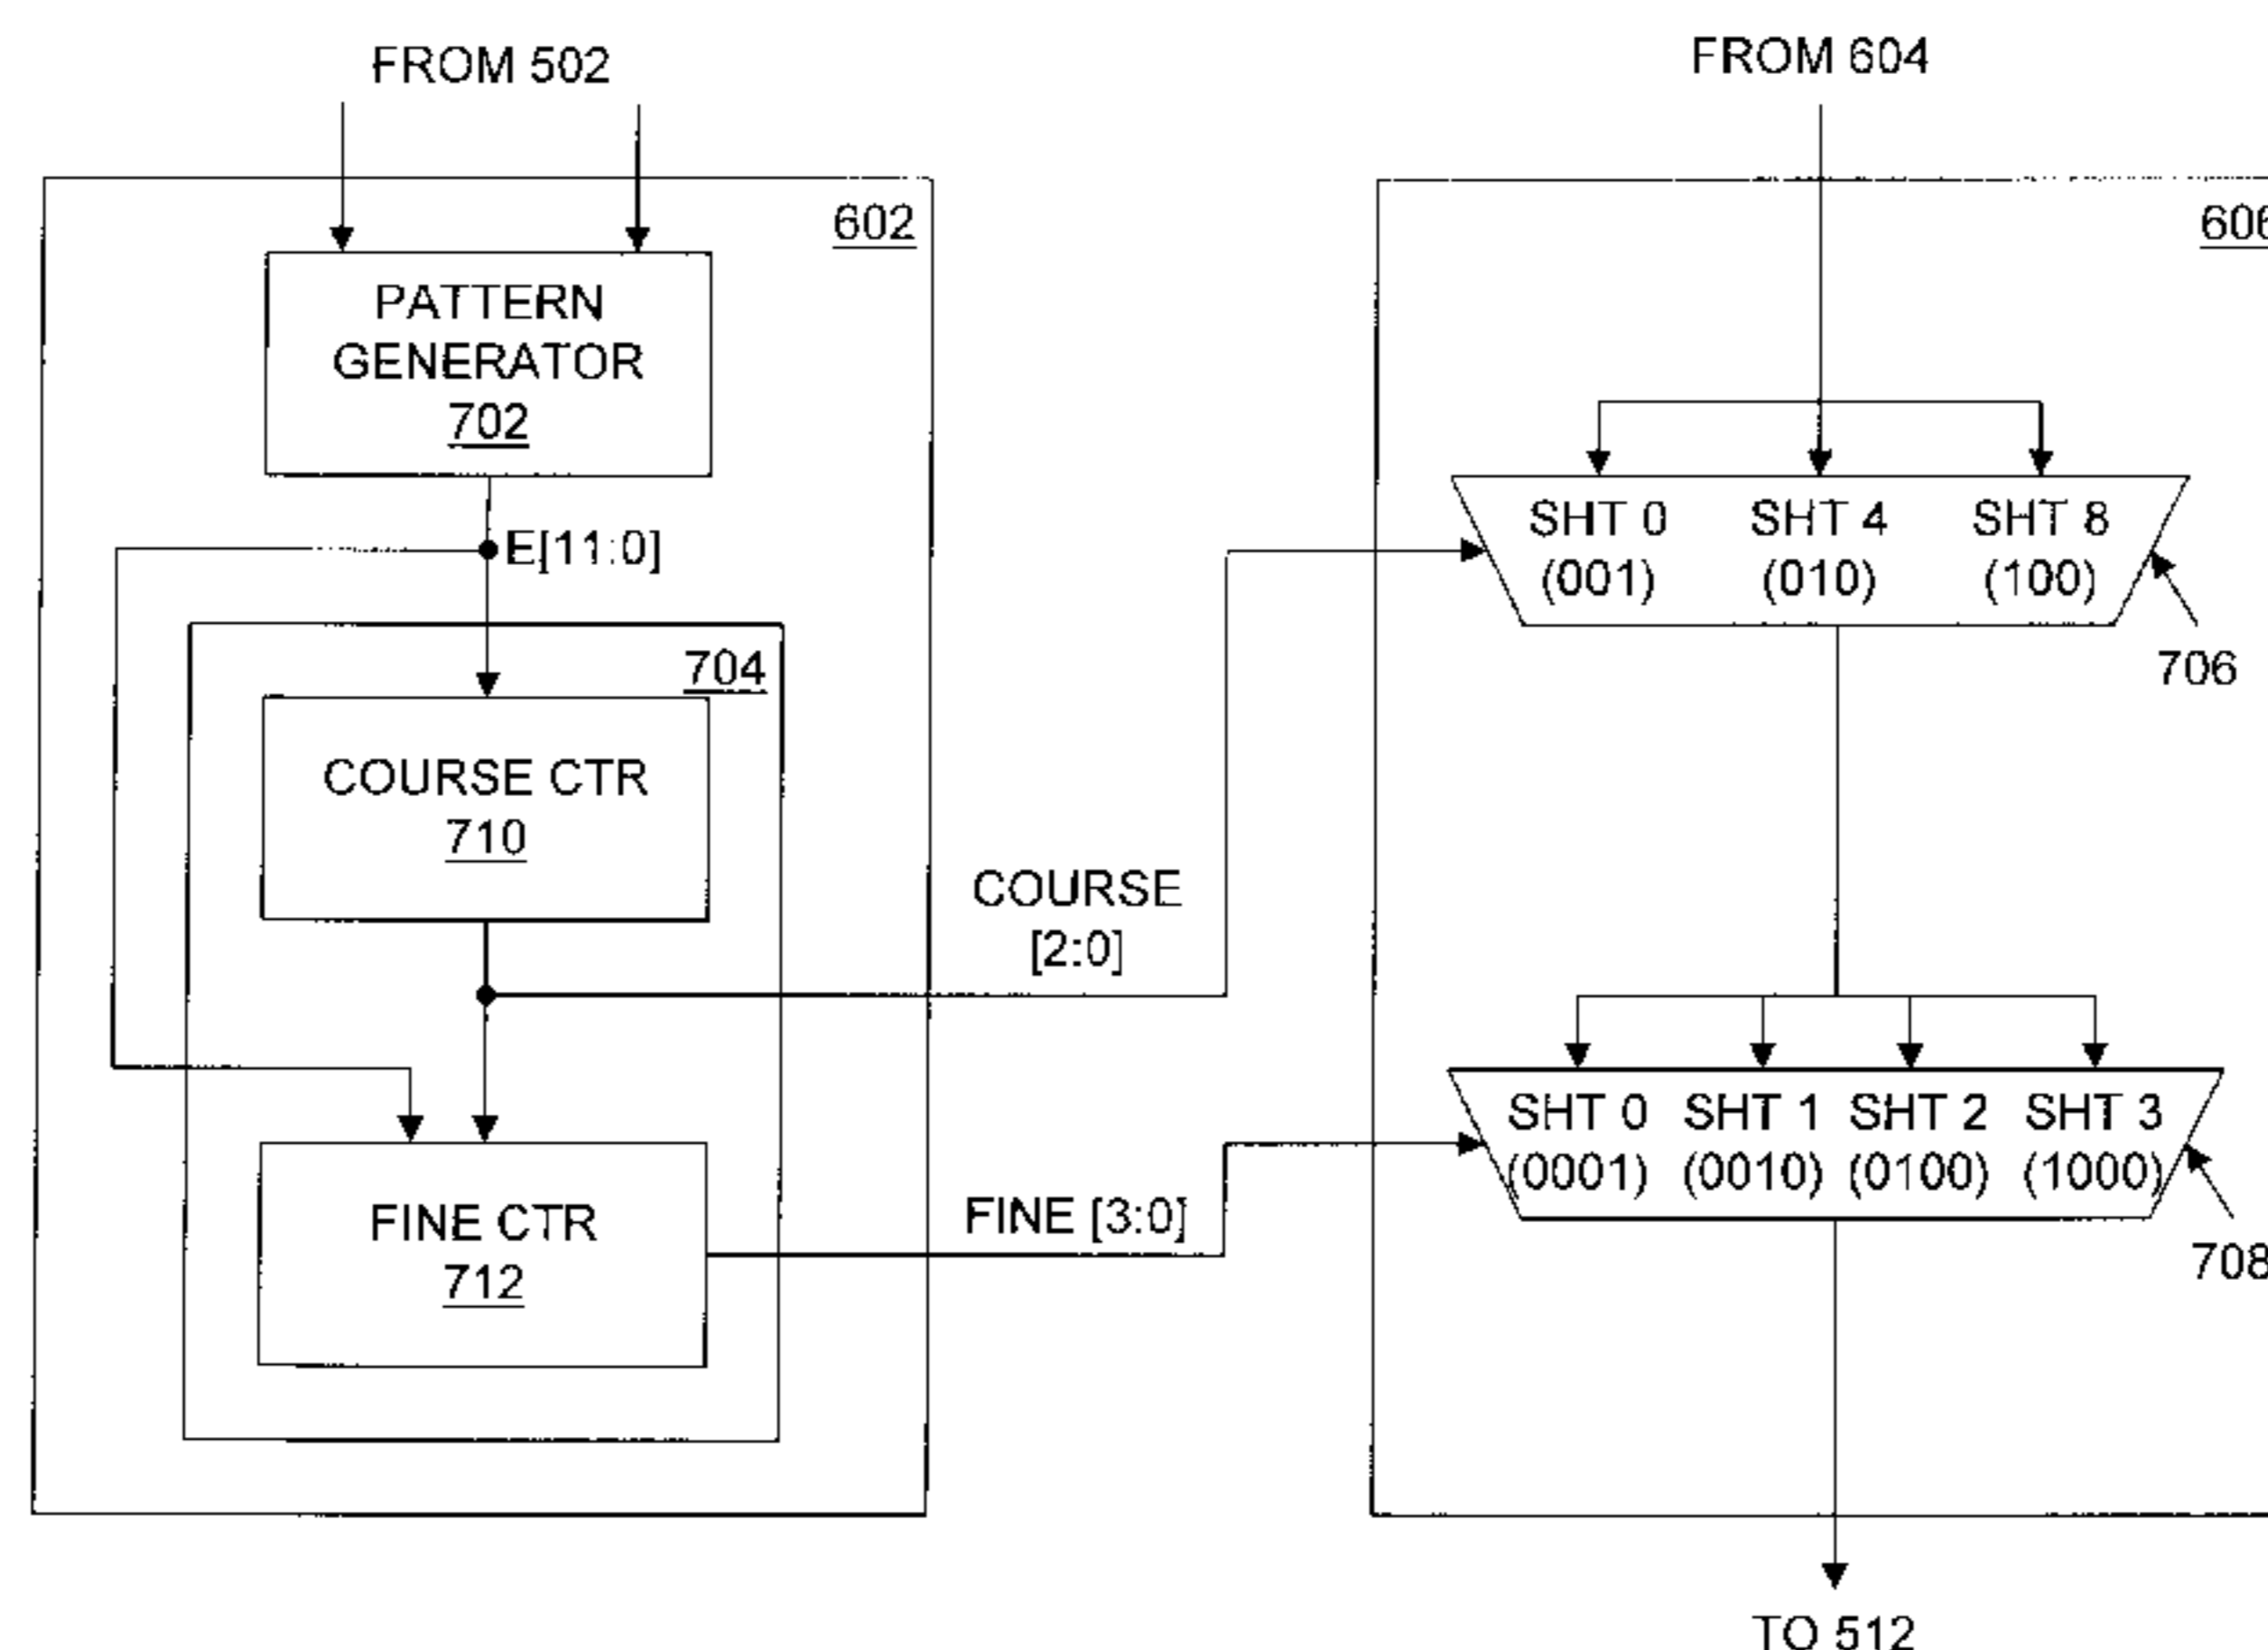 FROM 502
FROM 604
602
606
PATTERN
GENERATOR
702
E[11:0]
SHT 0 SHT 4 SHT 8
(001) (010) (100)
706
704
COURSE CTR
710
COURSE
[2:0]
SHT 0 SHT 1 SHT 2 SHT 3
(0001) (0010) (0100) (1000)
708
FINE CTR
712
FINE [3:0]
TO 512